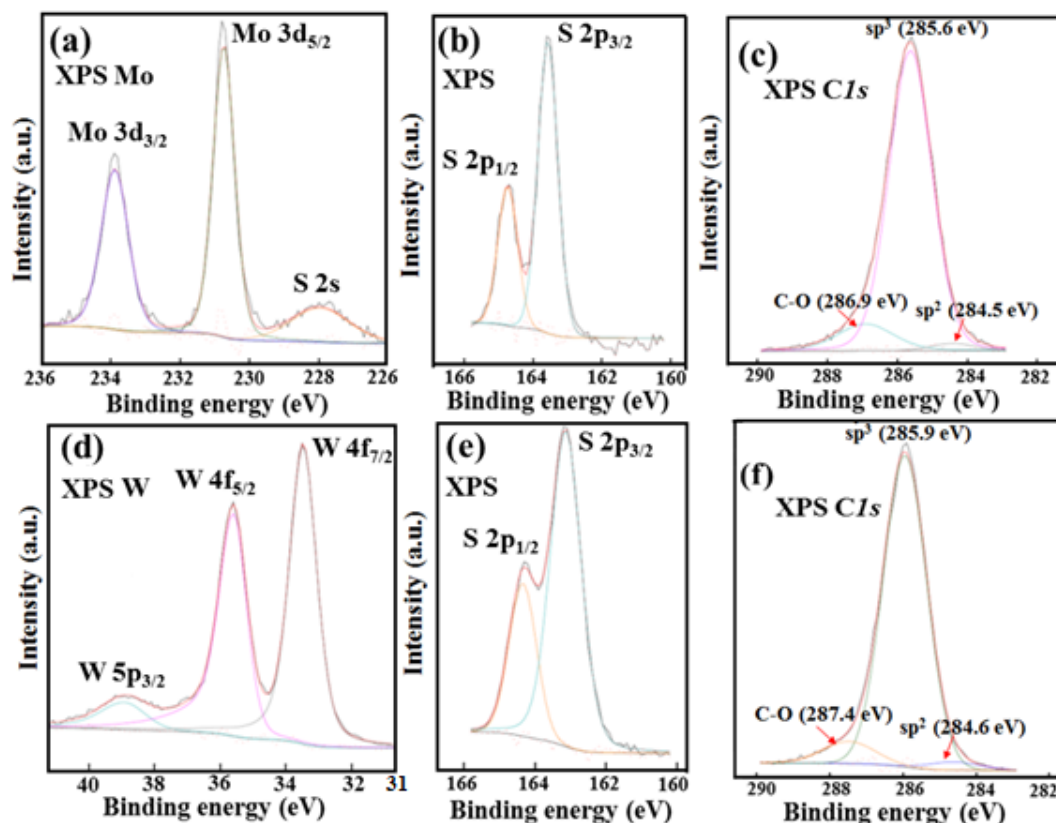 (a)
XPS Mo
Mo 3d5/2
Mo 3d3/2
S 2s
Intensity (a.u.)
236 234 232 230 228 226
Binding energy (eV)
(b)
XPS
S 2p3/2
S 2p1/2
Intensity (a.u.)
166 164 162 160
Binding energy (eV)
sp3 (285.6 eV)
(c)
XPS C1s
C-O (286.9 eV)
sp2 (284.5 eV)
Intensity (a.u.)
290 288 286 284 282
Binding energy (eV)
(d)
XPS W
W 4f7/2
W 4f5/2
W 5p3/2
Intensity (a.u.)
40 37 34 31
Binding energy (eV)
(e)
XPS
S 2p3/2
S 2p1/2
Intensity (a.u.)
166 164 162 160
Binding energy (eV)
sp3 (285.9 eV)
(f)
XPS C1s
C-O (287.4 eV)
sp2 (284.6 eV)
Intensity (a.u.)
290 288 286 284 282
Binding energy (eV)